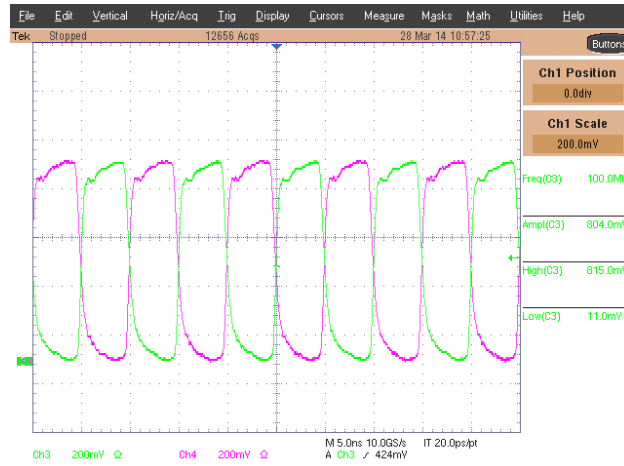 File Edit Vertical Horiz/Acq Trig Display Cursors Measure Masks Math Utilities Help
Tek Stopped 12656 Acqs 28 Mar 14 10:57:25
Buttons
Ch1 Position
0.0div
Ch1 Scale
200.0mV
Freq(C3) 100.0M
Ampl(C3) 804.0mV
High(C3) 815.0mV
Low(C3) 11.0mV
M 5.0ns 10.0GS/s IT 20.0ps/pt
Ch3 200mV Ω Ch4 200mV Ω A Ch3 ∕ 424mV